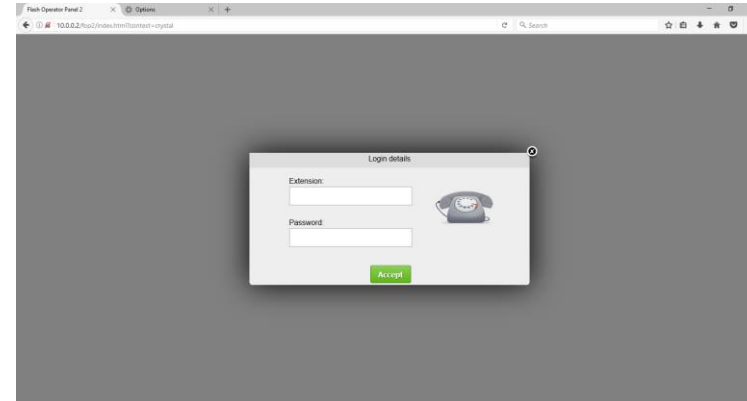 Flash Operator Panel 2
Options
10.0.0.2/fop2/index.html?context=crystal
Search
Login details
Extension:
Password:
Accept